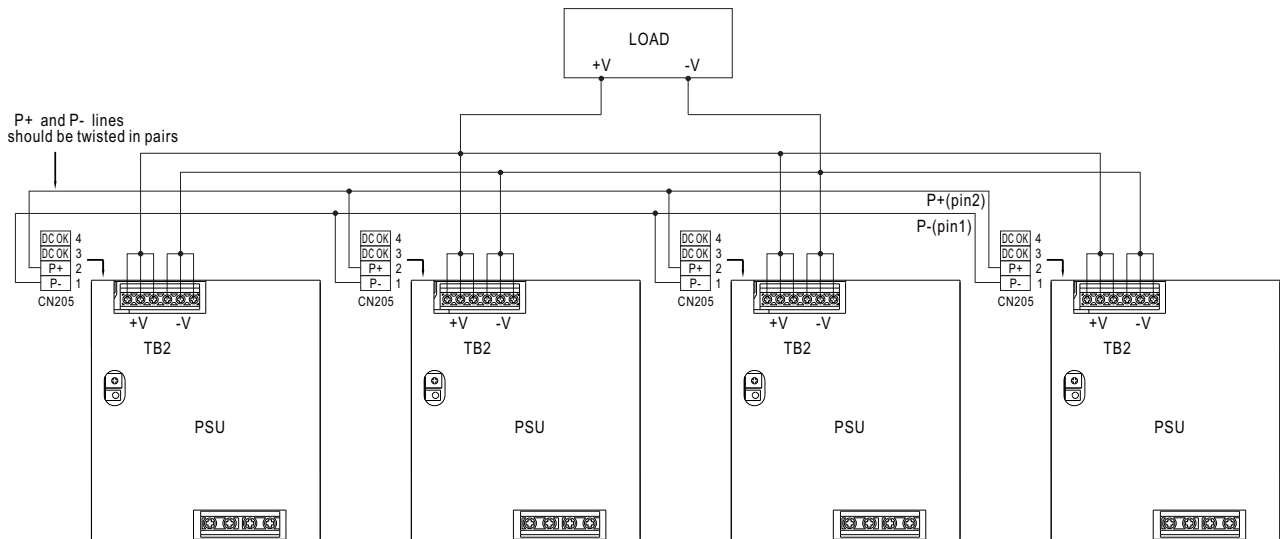 LOAD
+V -V
P+ and P- lines
should be twisted in pairs
P+(pin2)
P-(pin1)
DC OK 4
DC OK 3
P+ 2
P- 1
CN205
DC OK 4
DC OK 3
P+ 2
P- 1
CN205
DC OK 4
DC OK 3
P+ 2
P- 1
CN205
DC OK 4
DC OK 3
P+ 2
P- 1
CN205
+V -V
TB2
PSU
+V -V
TB2
PSU
+V -V
TB2
PSU
+V -V
TB2
PSU